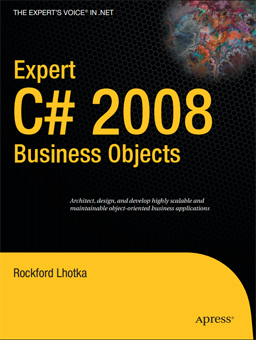 THE EXPERT'S VOICE® IN .NET
Expert
C# 2008
Business Objects
Architect, design, and develop highly scalable and
maintainable object-oriented business applications
Rockford Lhotka
Apress®